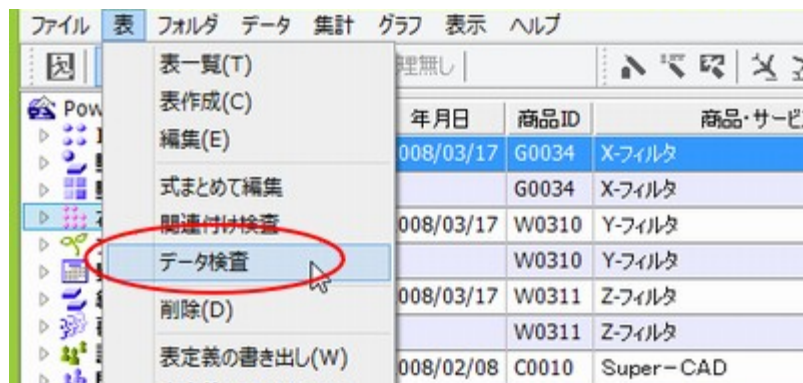 ファイル 表 フォルダ データ 集計 グラフ 表示 ヘルプ
理無し
表一覧(T)
表作成(C)
編集(E)
式まとめて編集
関連付け検査
データ検査
削除(D)
表定義の書き出し(W)
Pow
年月日 商品ID 商品・サービ
008/03/17 G0034 X-フィルタ
G0034 X-フィルタ
008/03/17 W0310 Y-フィルタ
W0310 Y-フィルタ
008/03/17 W0311 Z-フィルタ
W0311 Z-フィルタ
008/02/08 C0010 Super-CAD